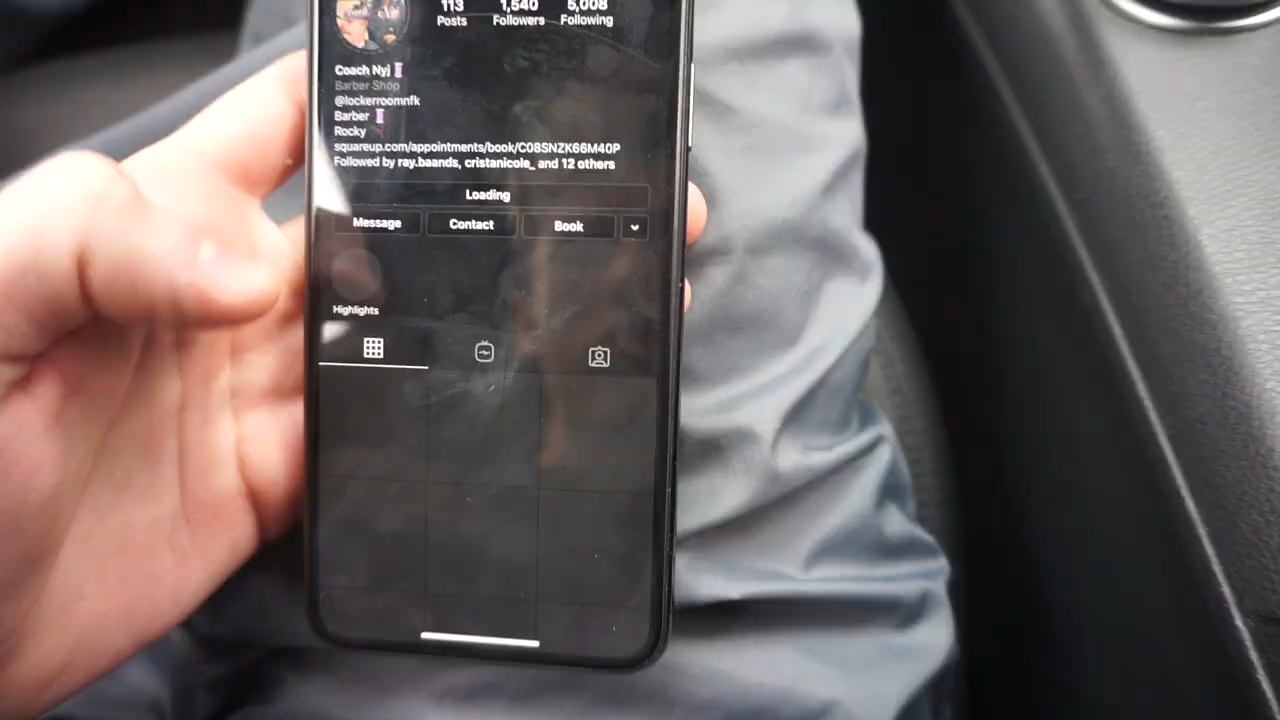 113 1,540 5,008
Posts Followers Following
Coach Nyj
Barber Shop
@lockerroomnfk
Barber
Rocky
squareup.com/appointments/book/C08SNZK66M40P
Followed by ray.baands, cristanicole_ and 12 others
Loading
Message Contact Book
Highlights